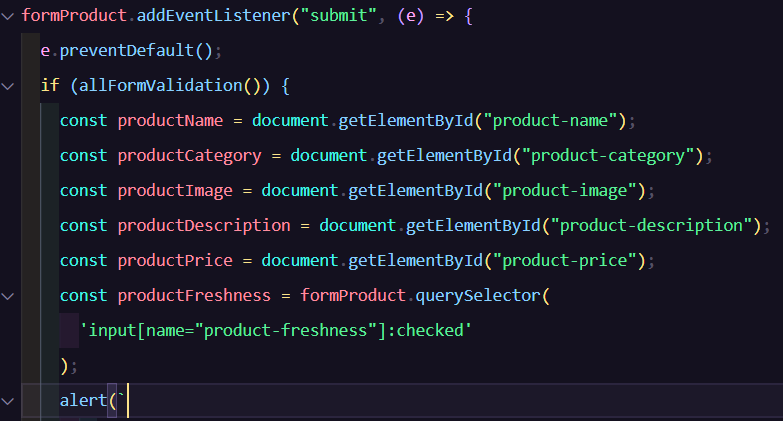 formProduct.addEventListener("submit", (e) => {
e.preventDefault();
if (allFormValidation()) {
const productName = document.getElementById("product-name");
const productCategory = document.getElementById("product-category");
const productImage = document.getElementById("product-image");
const productDescription = document.getElementById("product-description");
const productPrice = document.getElementById("product-price");
const productFreshness = formProduct.querySelector(
'input[name="product-freshness"]:checked'
);
alert(`